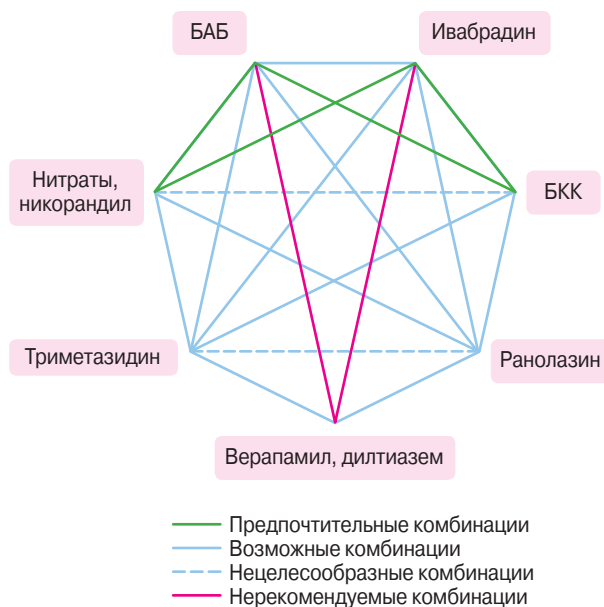 БАБ
Ивабрадин
Нитраты,
никорандил
БКК
Триметазидин
Ранолазин
Верапамил, дилтиазем
Предпочтительные комбинации
Возможные комбинации
Нецелесообразные комбинации
Нерекомендуемые комбинации